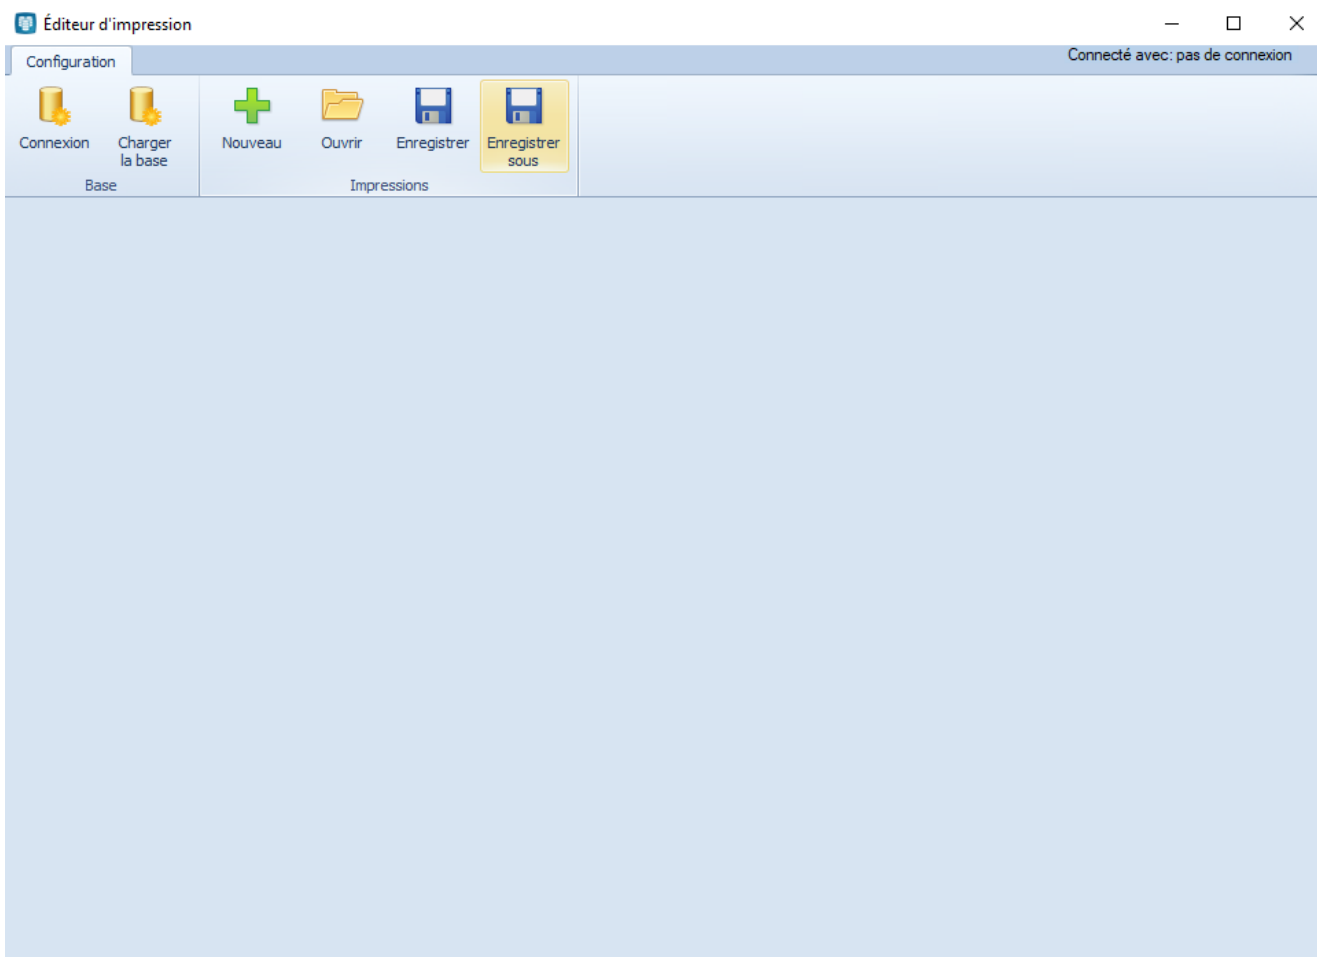 Éditeur d'impression
Configuration
Connecté avec: pas de connexion
Connexion
Charger
la base
Nouveau
Ouvrir
Enregistrer
Enregistrer
sous
Base
Impressions